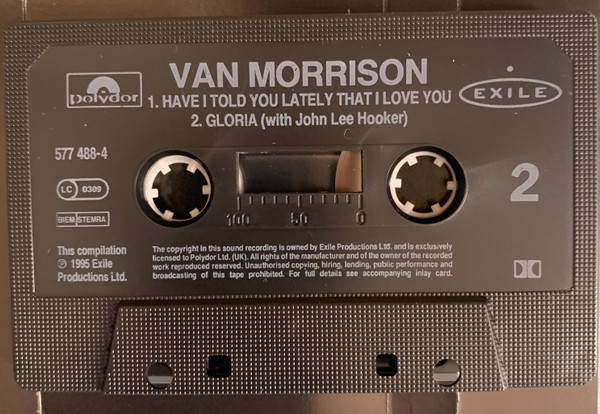 VAN MORRISON
polydor
1. HAVE I TOLD YOU LATELY THAT I LOVE YOU
EXILE
2. GLORIA (with John Lee Hooker)
577 488-4
LC 0309
2
BIEM STEMRA
100 50 0
This compilation
℗ 1995 Exile
Productions Ltd.
The copyright in this sound recording is owned by Exile Productions Ltd. and is exclusively
licensed to Polydor Ltd. (UK). All rights of the manufacturer and of the owner of the recorded
work reproduced reserved. Unauthorised copying, hiring, lending, public performance and
broadcasting of this tape prohibited. For full details see accompanying inlay card.